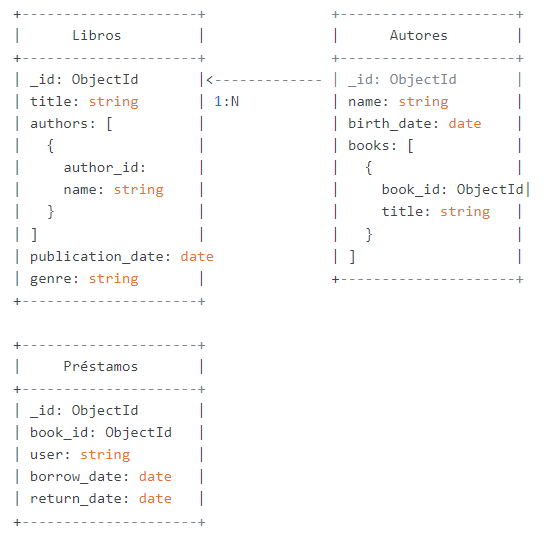 +---------------------+               +---------------------+
|      Libros         |               |      Autores        |
+---------------------+               +---------------------+
| _id: ObjectId       |<------------- | _id: ObjectId       |
| title: string       | 1:N           | name: string        |
| authors: [          |               | birth_date: date    |
|   {                 |               | books: [            |
|     author_id:      |               |   {                 |
|     name: string    |               |     book_id: ObjectId|
|   }                 |               |     title: string   |
| ]                   |               |   }                 |
| publication_date: date              | ]                   |
| genre: string       |               +---------------------+
+---------------------+
+---------------------+
|     Préstamos       |
+---------------------+
| _id: ObjectId       |
| book_id: ObjectId   |
| user: string        |
| borrow_date: date   |
| return_date: date   |
+---------------------+